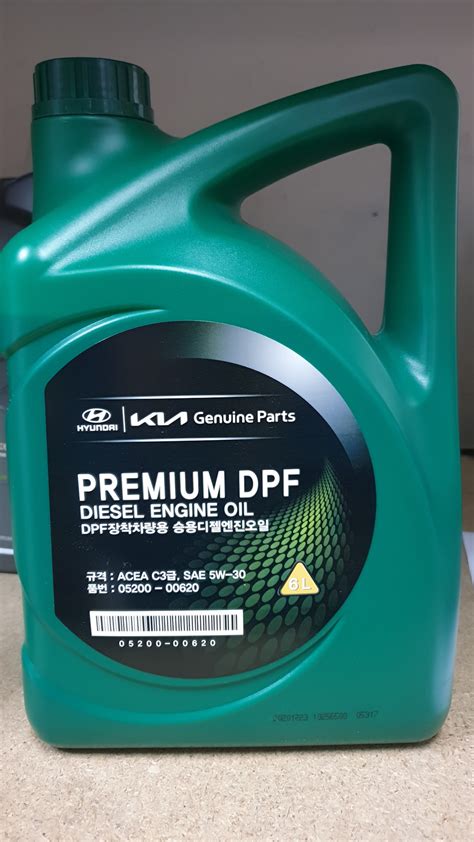 HYUNDAI KIA Genuine Parts
PREMIUM DPF
DIESEL ENGINE OIL
DPF장착차량용 승용디젤엔진오일
규격 : ACEA C3급, SAE 5W-30
품번 : 05200 - 00620
6L
05200-00620